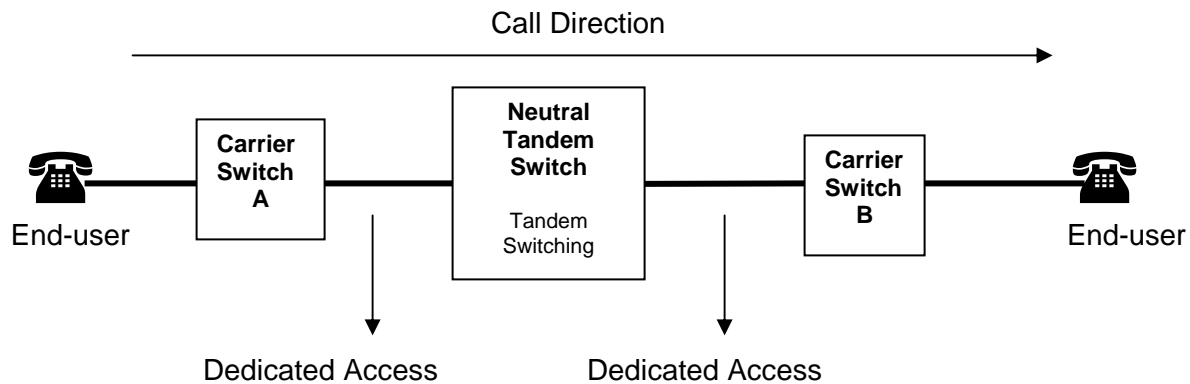 Call Direction
Neutral
Tandem
Switch
Tandem
Switching
Carrier
Switch
A
Carrier
Switch
B
End-user
End-user
Dedicated Access
Dedicated Access